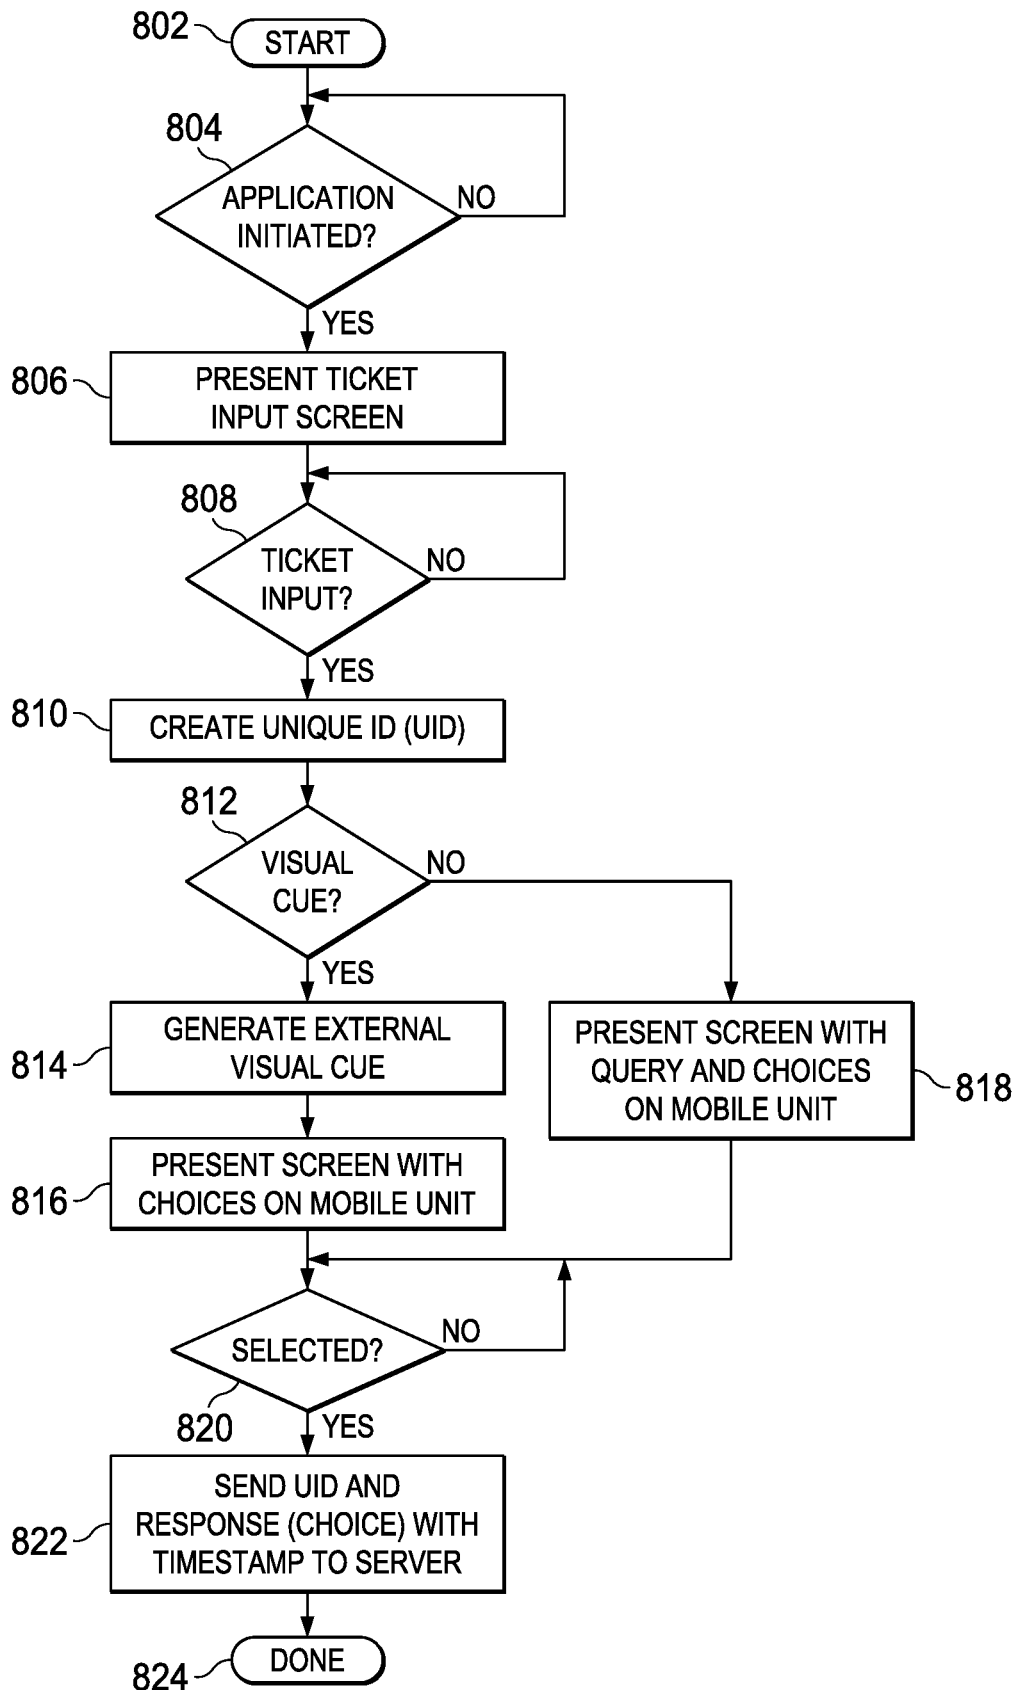 802
START
804
APPLICATION
INITIATED?
NO
YES
806
PRESENT TICKET
INPUT SCREEN
808
TICKET
INPUT?
NO
YES
810
CREATE UNIQUE ID (UID)
812
VISUAL
CUE?
NO
YES
814
GENERATE EXTERNAL
VISUAL CUE
PRESENT SCREEN WITH
QUERY AND CHOICES
ON MOBILE UNIT
818
816
PRESENT SCREEN WITH
CHOICES ON MOBILE UNIT
SELECTED?
NO
820
YES
822
SEND UID AND
RESPONSE (CHOICE) WITH
TIMESTAMP TO SERVER
DONE
824